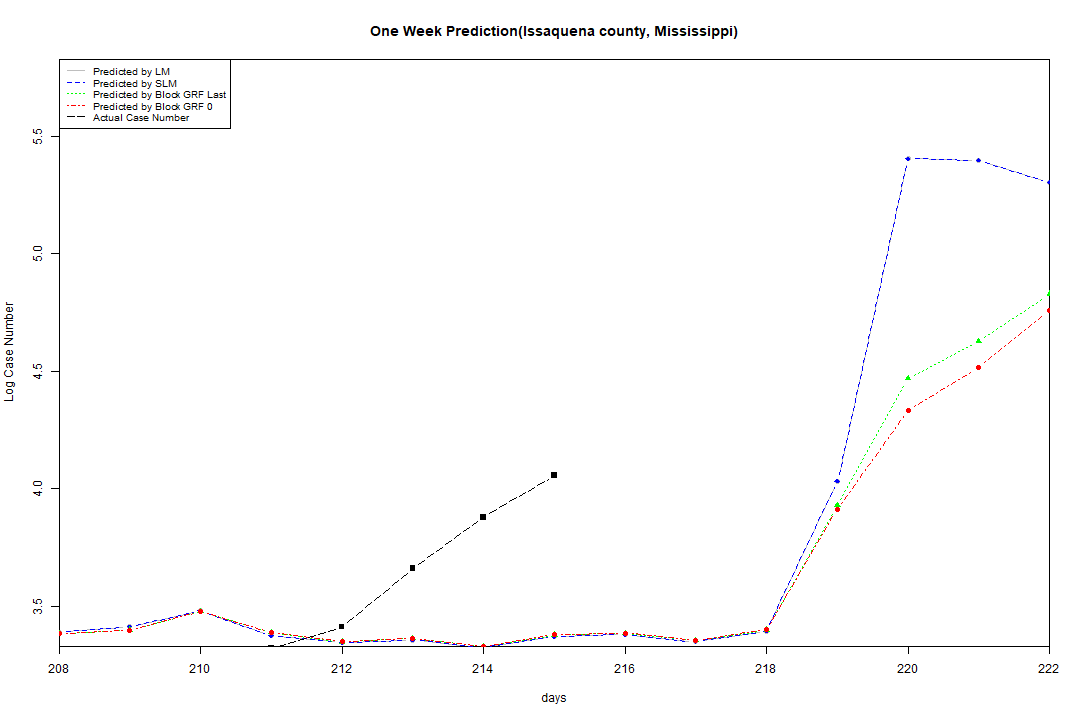 One Week Prediction(Issaquena county, Mississippi)
Predicted by LM
Predicted by SLM
Predicted by Block GRF Last
Predicted by Block GRF 0
Actual Case Number
5.5
5.0
4.5
4.0
3.5
Log Case Number
208 210 212 214 216 218 220 222
days